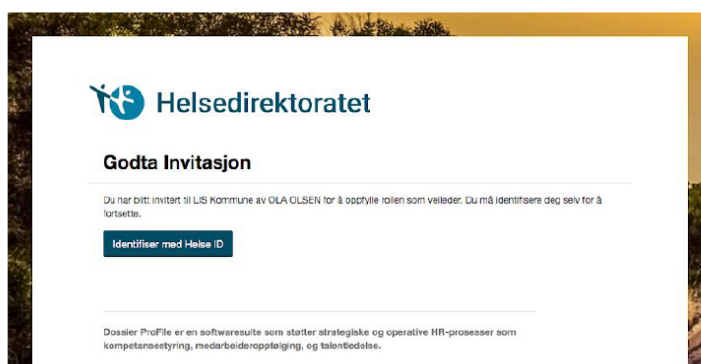 Helsedirektoratet
Godta Invitasjon
Du har blitt invitert til LIS Kommune av OLA OLSEN for å oppfylle rollen som veileder. Du må identifisere deg selv for å
fortsette.
Identifiser med Helse ID
Dossier ProFile er en softwaresuite som støtter strategiske og operative HR-prosesser som
kompetansestyring, medarbeideroppfølging, og talentledelse.